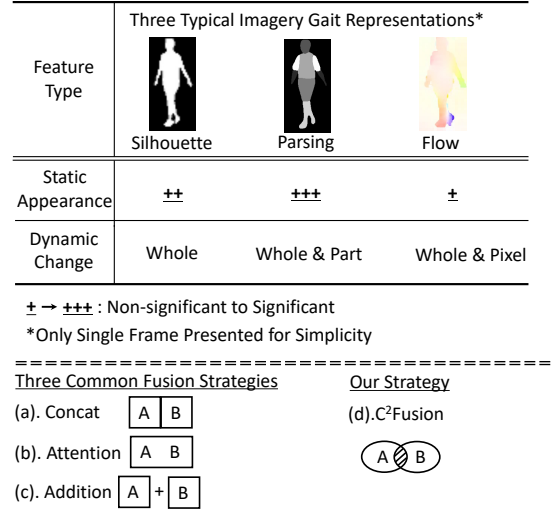 Three Typical Imagery Gait Representations*
Feature
Type
Silhouette Parsing Flow
Static
Appearance
++ +++ +
Dynamic
Change
Whole Whole & Part Whole & Pixel
+ → +++ : Non-significant to Significant
*Only Single Frame Presented for Simplicity
Three Common Fusion Strategies
(a). Concat A B
(b). Attention A B
(c). Addition A + B
Our Strategy
(d).C²Fusion
A B